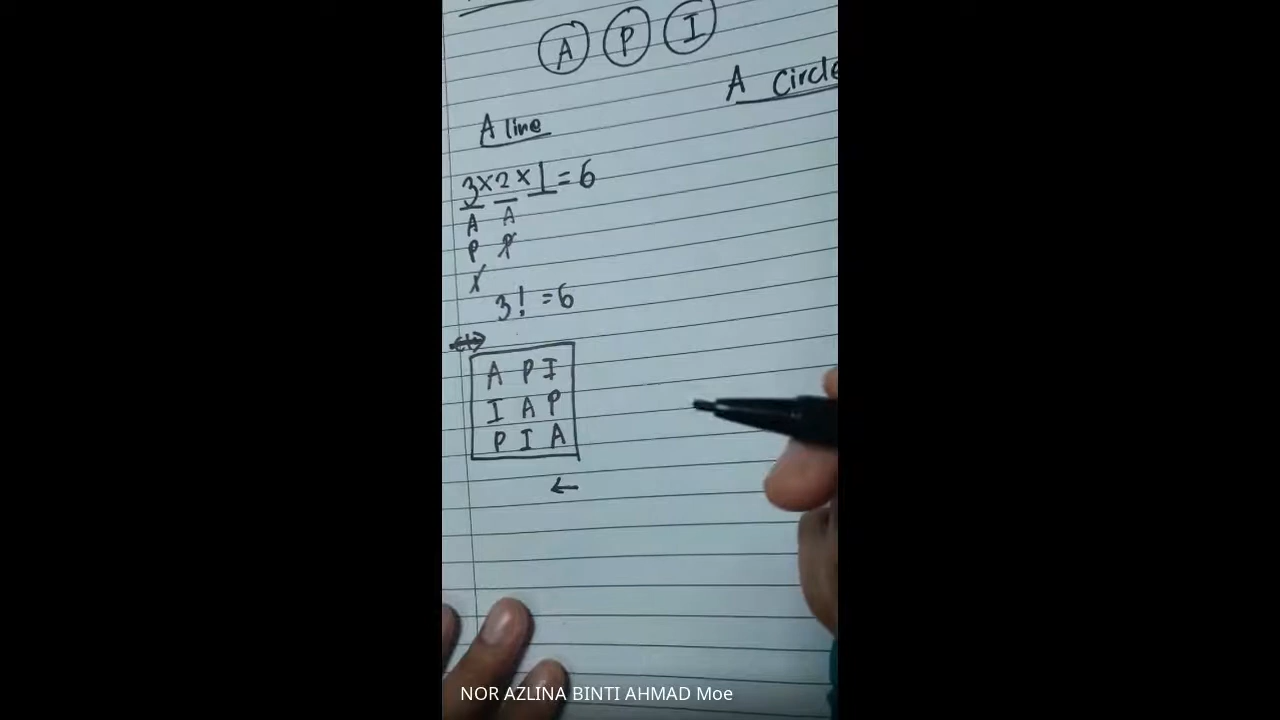 A P I
A Circle
A line
3 x 2 x 1 = 6
A A
P P
I
3! = 6
A P I
I A P
P I A
←
NOR AZLINA BINTI AHMAD Moe